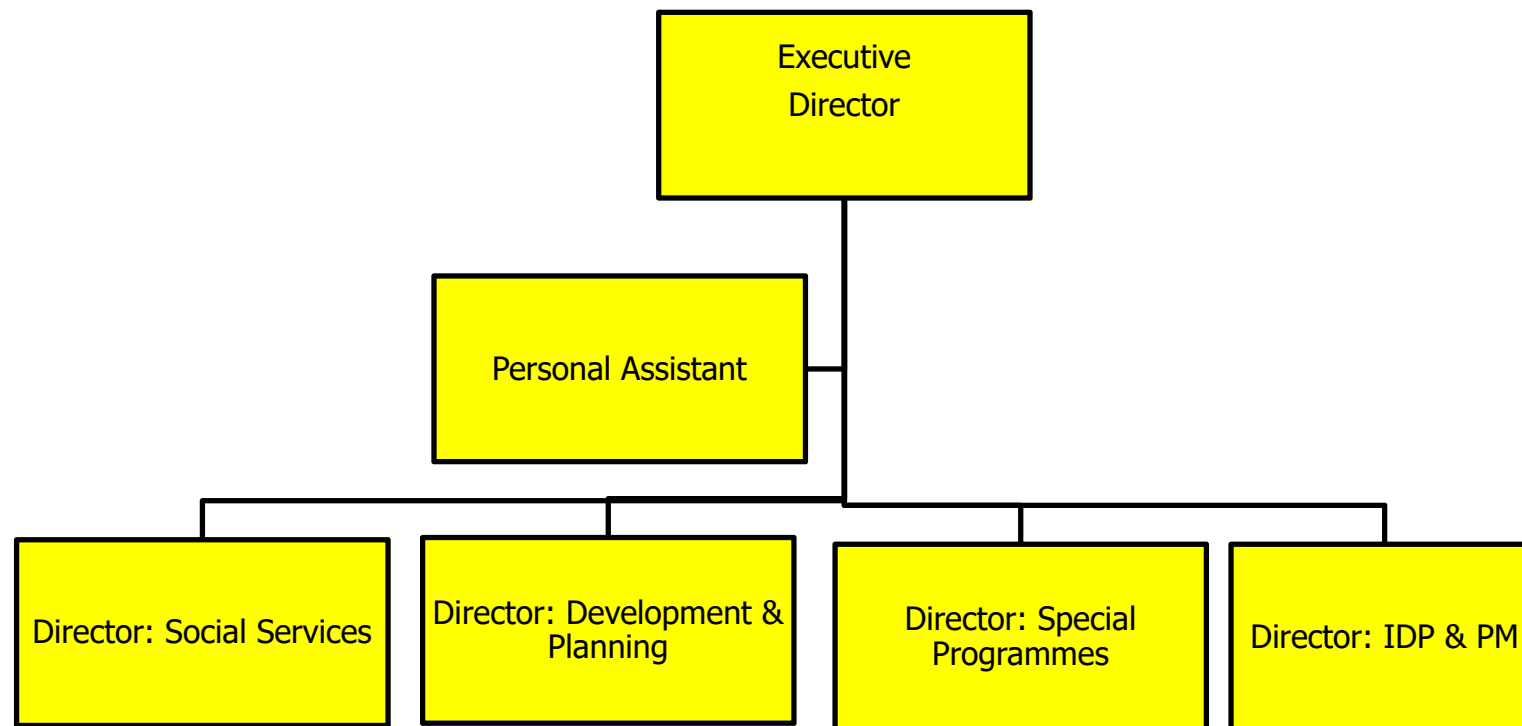 Executive
Director
Personal Assistant
Director: Social Services
Director: Development &
Planning
Director: Special
Programmes
Director: IDP & PM